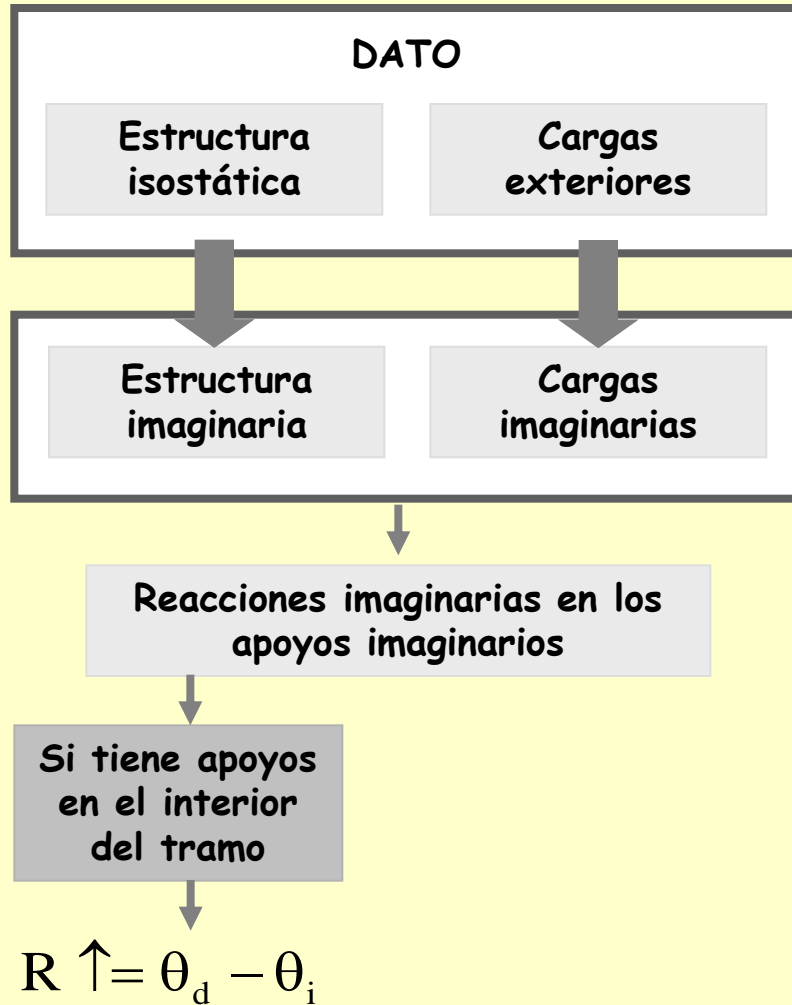 DATO
Estructura
isostática
Cargas
exteriores
Estructura
imaginaria
Cargas
imaginarias
Reacciones imaginarias en los
apoyos imaginarios
Si tiene apoyos
en el interior
del tramo
R ↑= θd − θi